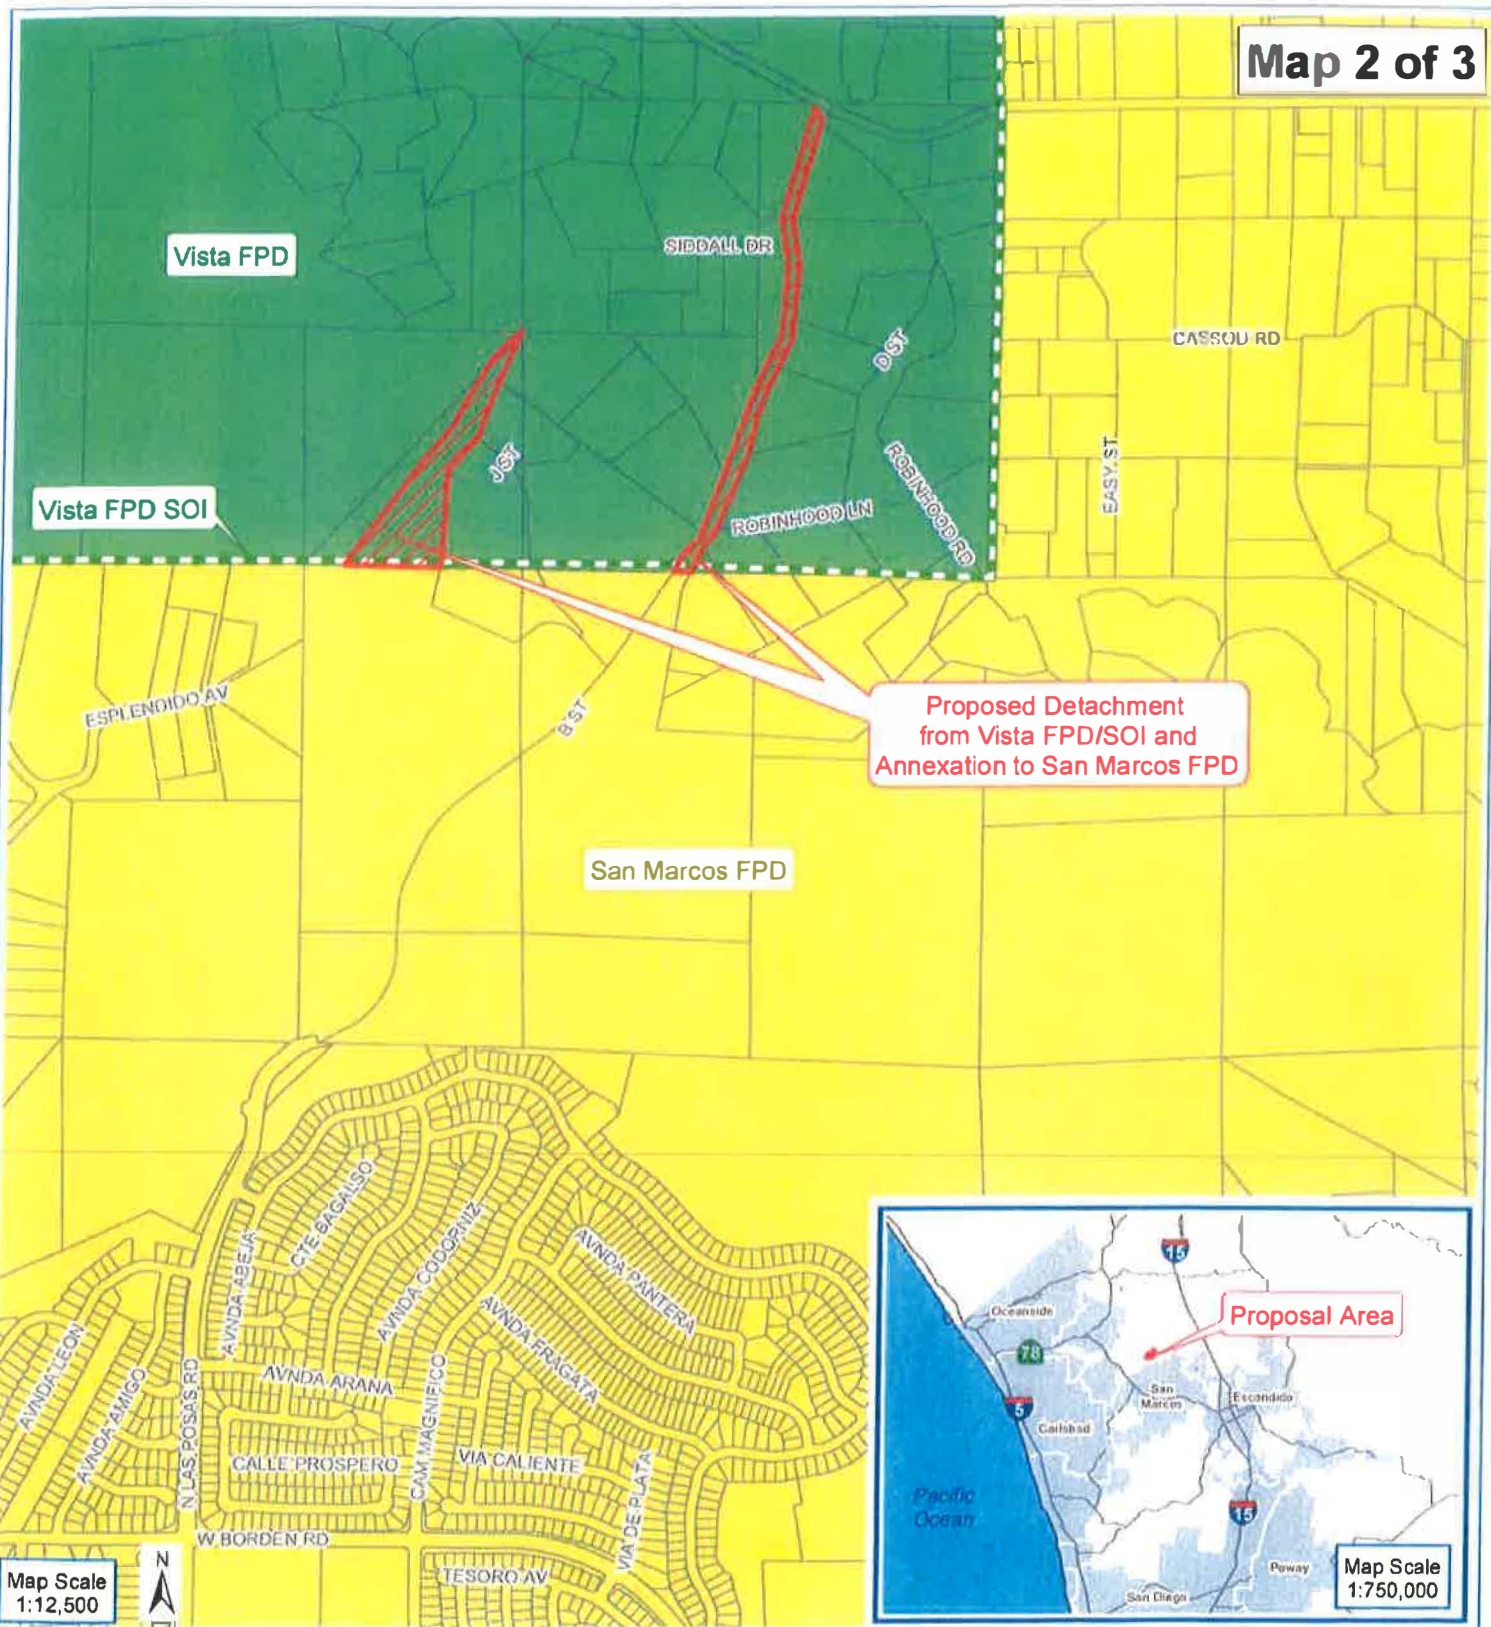 Map 2 of 3
Vista FPD
SIDDALL DR
D ST
CASSOU RD
J ST
EASY ST
ROBINHOOD RD
Vista FPD SOI
ROBINHOOD LN
ESPLENDIDO AV
B ST
Proposed Detachment
from Vista FPD/SOI and
Annexation to San Marcos FPD
San Marcos FPD
CTE BAGALSO
AVNDA ABEJA
AVNDA CODORNIZ
AVNDA PANTERA
AVNDA FRAGATA
AVNDA LEON
AVNDA AMIGO
N LAS POSAS RD
AVNDA ARANA
CAM MAGNIFICO
CALLE PROSPERO
VIA CALIENTE
VIA DE PLATA
W BORDEN RD
TESORO AV
Map Scale
1:12,500
N
15
Oceanside
Proposal Area
78
San
Marcos
Escondido
5
Carlsbad
Pacific
Ocean
15
Poway
San Diego
Map Scale
1:750,000